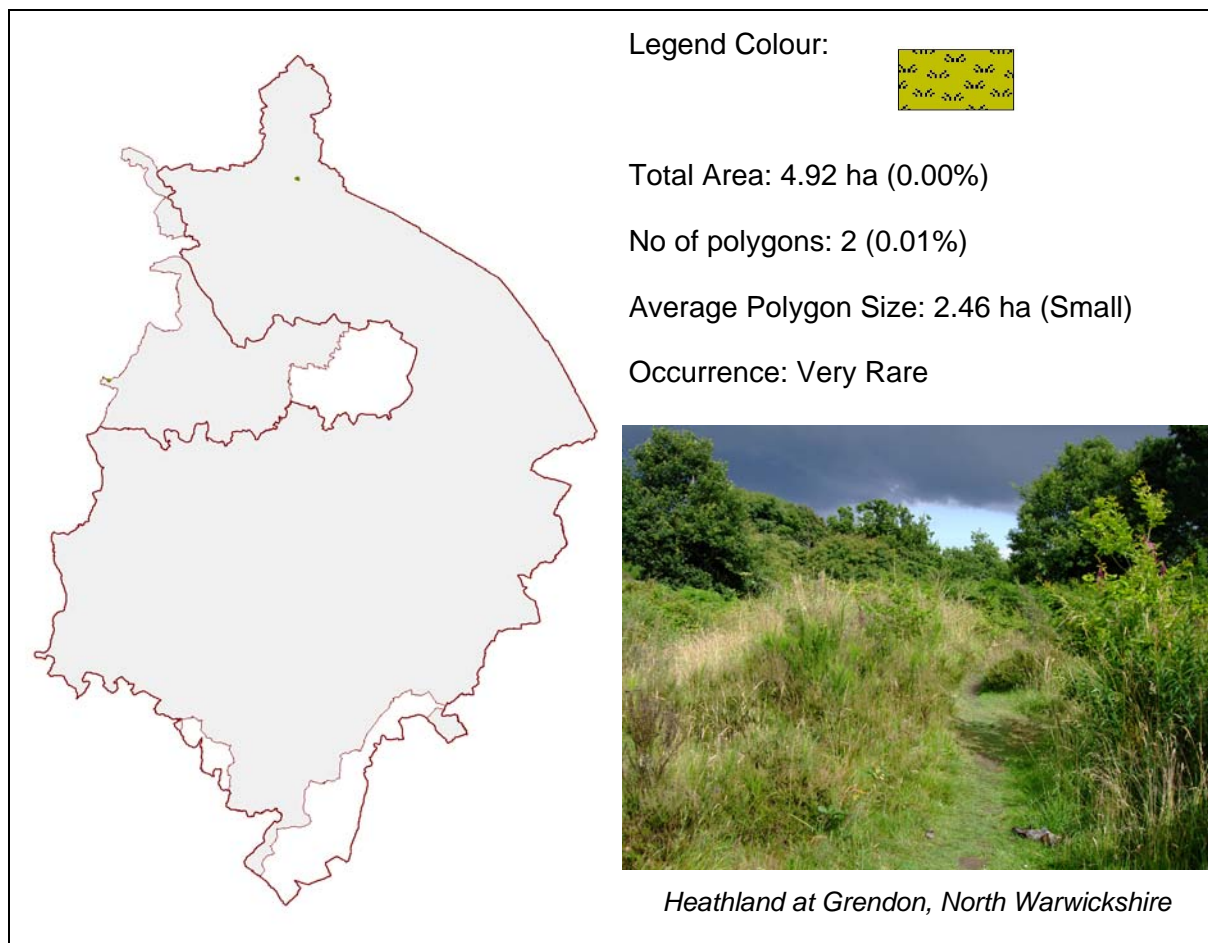 Legend Colour:
Total Area: 4.92 ha (0.00%)
No of polygons: 2 (0.01%)
Average Polygon Size: 2.46 ha (Small)
Occurrence: Very Rare
Heathland at Grendon, North Warwickshire